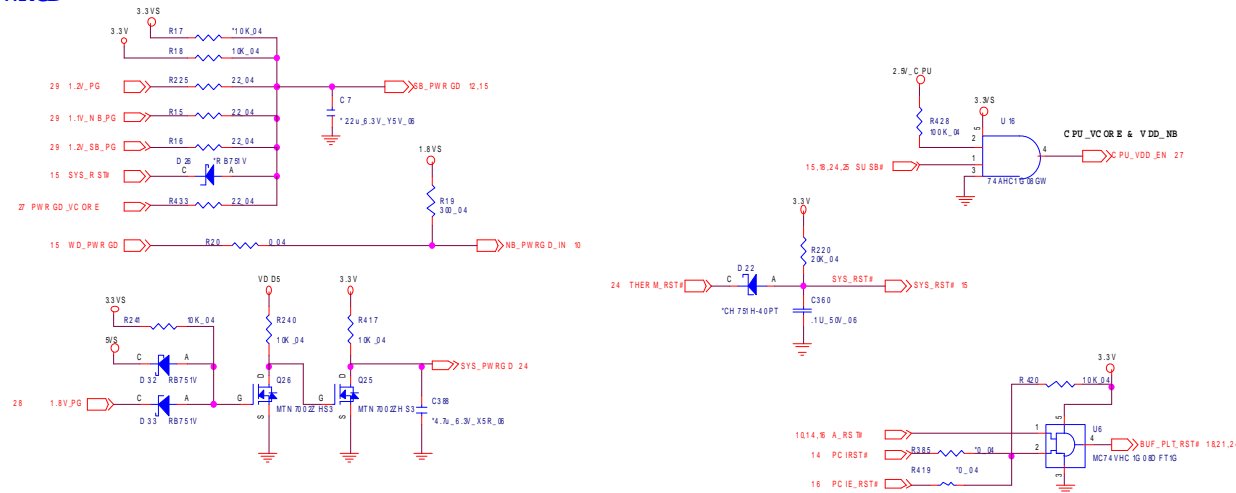 3.3VS
3.3V
R17 *10K_04
R18 10K_04
29 1.2V_PG
R225 22_04
SB_PWRGD 12,15
C7
*22u_6.3V_Y5V_06
29 1.1V_NB_PG
R15 22_04
29 1.2V_SB_PG
R16 22_04
D26 *RB751V
15 SYS_RST#
C A
27 PWRGD_VCORE
R433 22_04
1.8VS
R19
300_04
15 WD_PWRGD
R20 0_04
NB_PWRGD_IN 10
2.5V_CPU
R428
100K_04
3.3VS
U16
5
2
1
3
4
CPU_VCORE & VDD_NB
CPU_VDD_EN 27
15,18,24,25 SUSB#
74AHC1G08GW
3.3V
R220
20K_04
D22
24 THERM_RST#
C A
SYS_RST#
SYS_RST# 15
*CH751H-40PT
C360
.1U_50V_06
3.3VS
R241 10K_04
5VS
C A
D32 RB751V
28 1.8V_PG
C A
D33 RB751V
VDD5
R240
10K_04
G
D
S
Q26
MTN7002ZHS3
3.3V
R417
10K_04
G
D
S
Q25
MTN7002ZHS3
SYS_PWRGD 24
C388
*4.7u_6.3V_X5R_06
3.3V
R420 10K_04
10,14,16 A_RST#
14 PCIRST#
R385 *0_04
R419 *0_04
16 PCIE_RST#
1
2
5
3
4
U6
MC74VHC1G08DFT1G